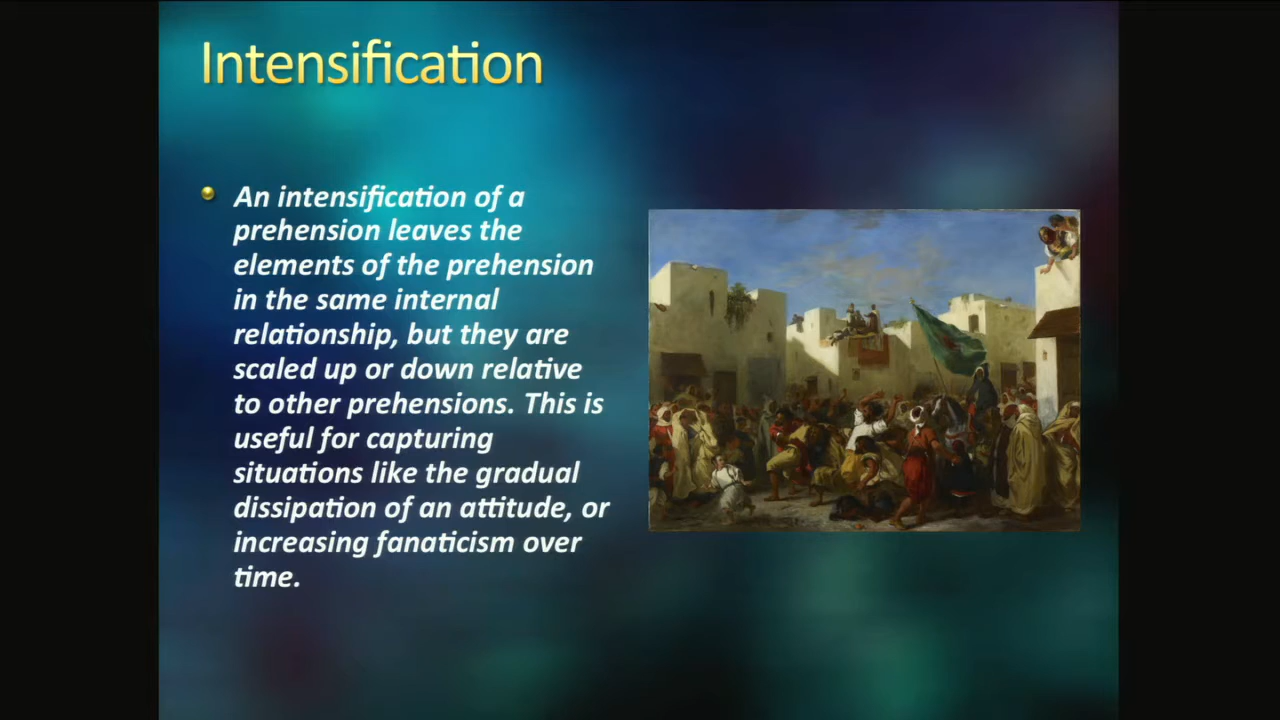 Intensification
An intensification of a
prehension leaves the
elements of the prehension
in the same internal
relationship, but they are
scaled up or down relative
to other prehensions. This is
useful for capturing
situations like the gradual
dissipation of an attitude, or
increasing fanaticism over
time.